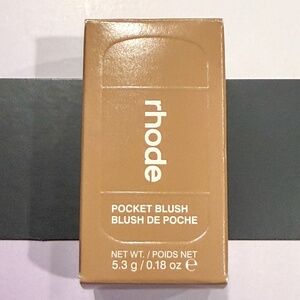 rhode
POCKET BLUSH
BLUSH DE POCHE
NET WT. / POIDS NET
5.3 g / 0.18 oz ℮